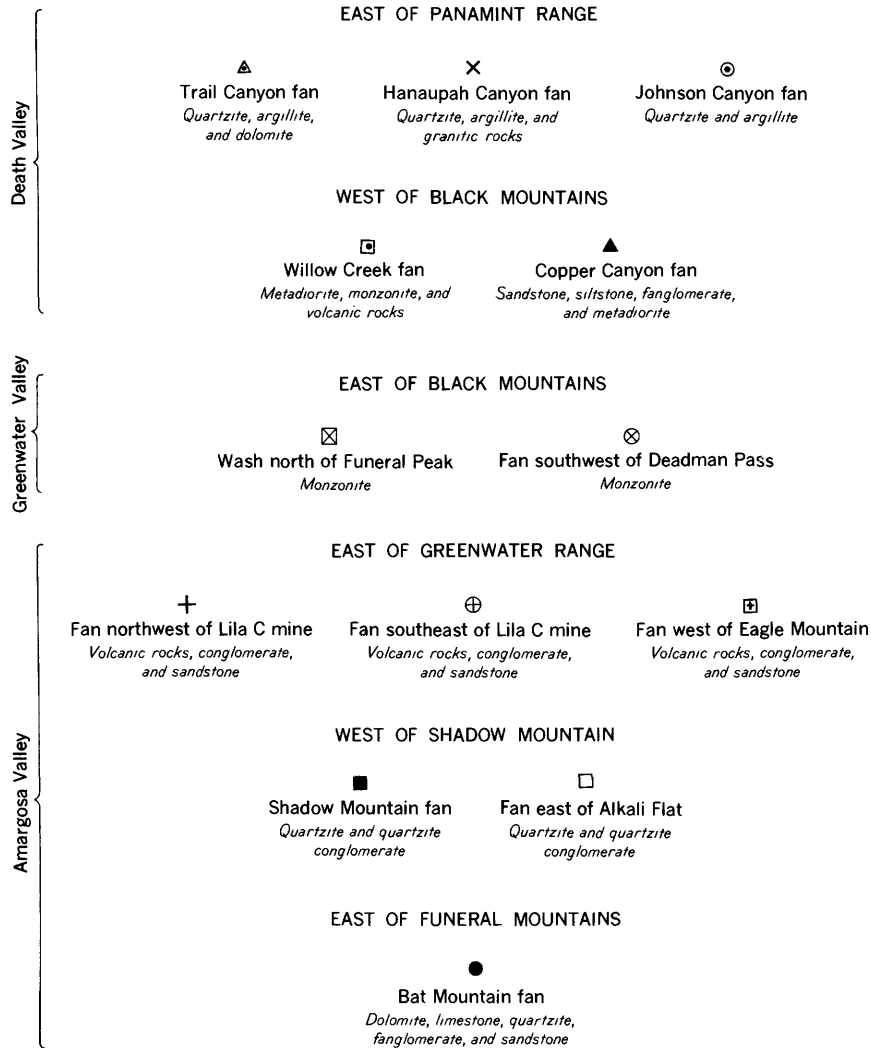 EAST OF PANAMINT RANGE
Trail Canyon fan
Quartzite, argillite,
and dolomite
Hanaupah Canyon fan
Quartzite, argillite, and
granitic rocks
Johnson Canyon fan
Quartzite and argillite
Death Valley
WEST OF BLACK MOUNTAINS
Willow Creek fan
Metadiorite, monzonite, and
volcanic rocks
Copper Canyon fan
Sandstone, siltstone, fanglomerate,
and metadiorite
Greenwater Valley
EAST OF BLACK MOUNTAINS
Wash north of Funeral Peak
Monzonite
Fan southwest of Deadman Pass
Monzonite
Amargosa Valley
EAST OF GREENWATER RANGE
Fan northwest of Lila C mine
Volcanic rocks, conglomerate,
and sandstone
Fan southeast of Lila C mine
Volcanic rocks, conglomerate,
and sandstone
Fan west of Eagle Mountain
Volcanic rocks, conglomerate,
and sandstone
WEST OF SHADOW MOUNTAIN
Shadow Mountain fan
Quartzite and quartzite
conglomerate
Fan east of Alkali Flat
Quartzite and quartzite
conglomerate
EAST OF FUNERAL MOUNTAINS
Bat Mountain fan
Dolomite, limestone, quartzite,
fanglomerate, and sandstone